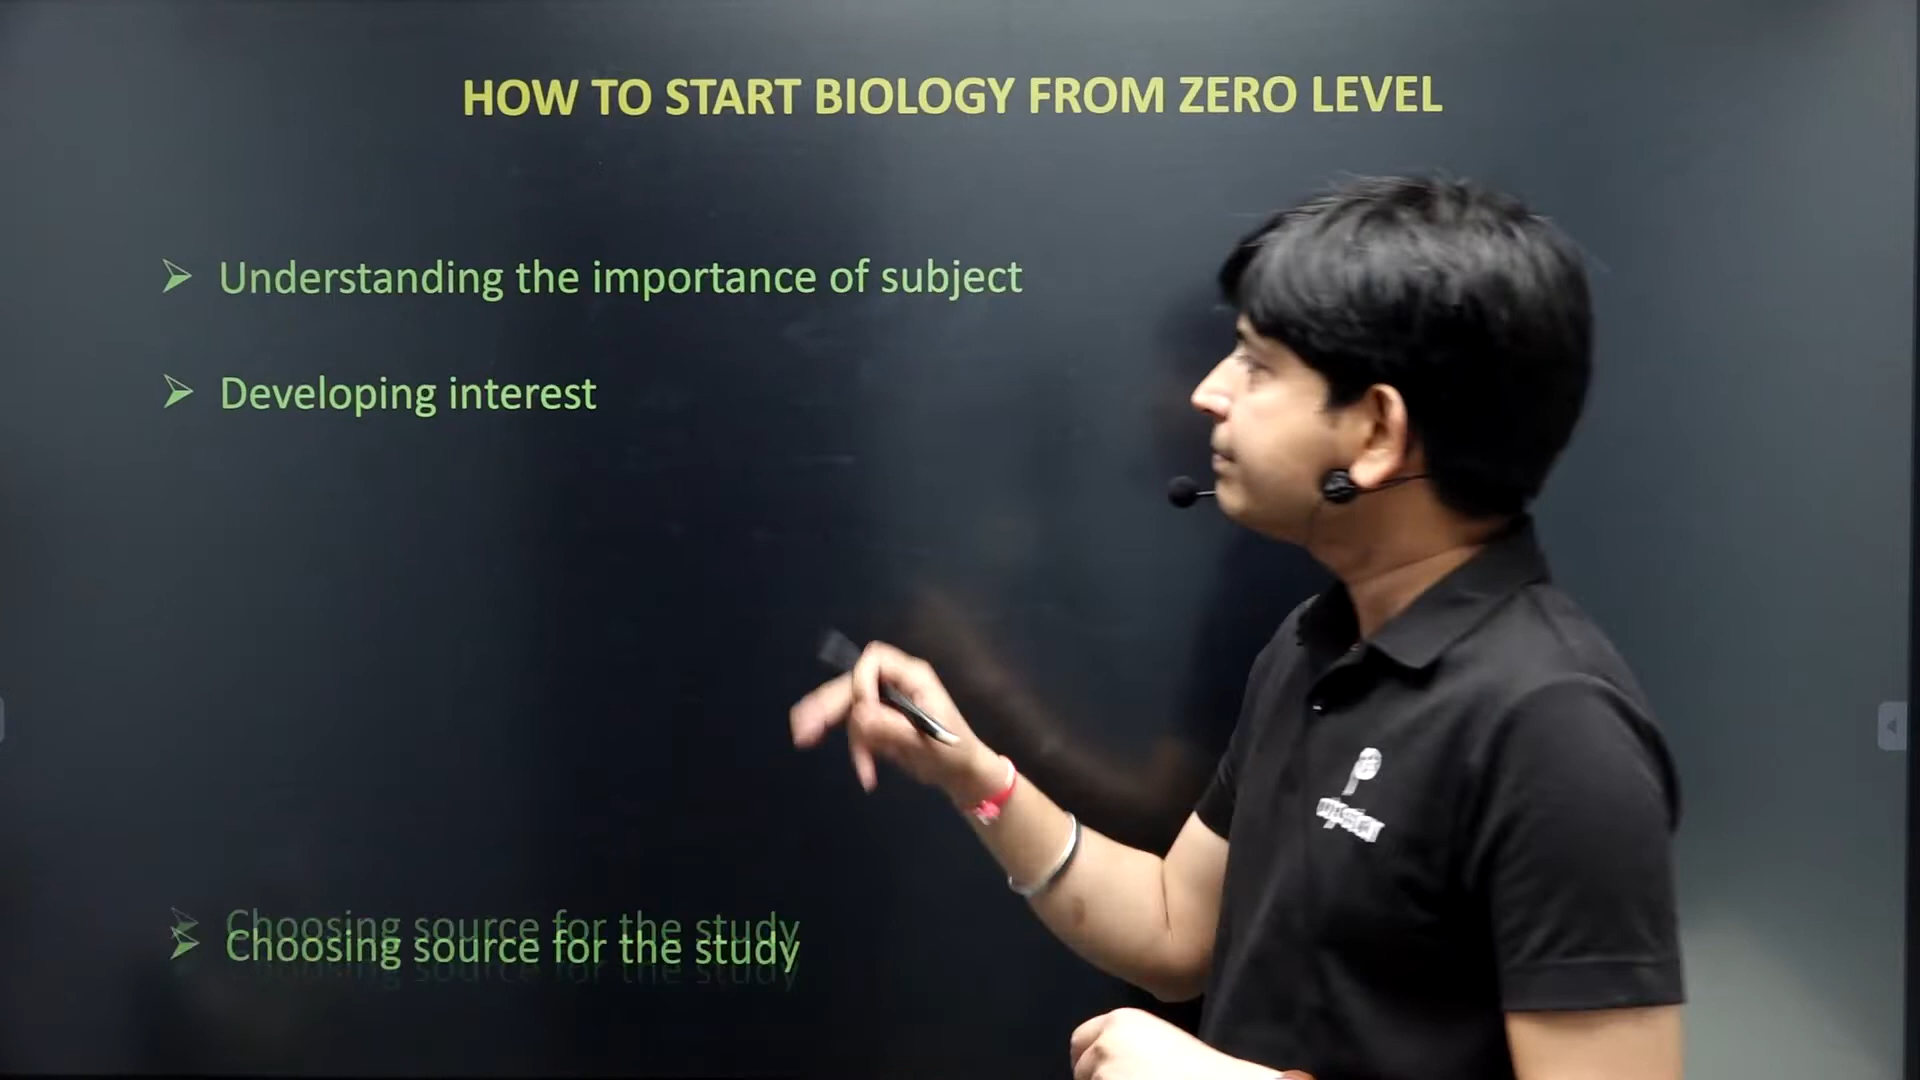 HOW TO START BIOLOGY FROM ZERO LEVEL
➢ Understanding the importance of subject
➢ Developing interest
➢ Choosing source for the study